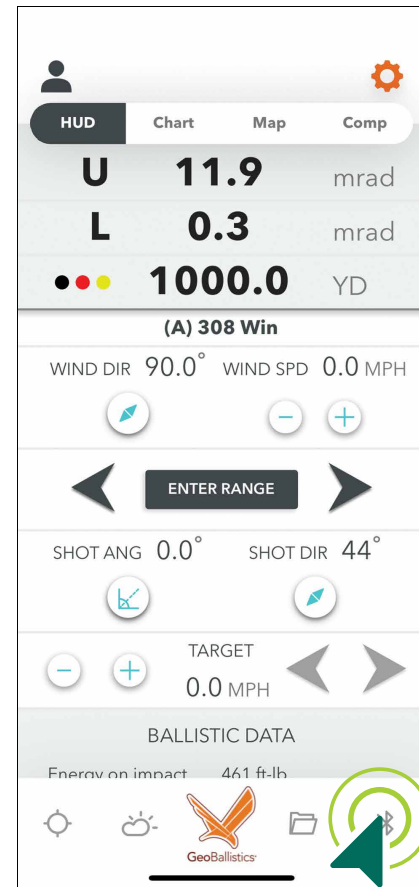 HUD Chart Map Comp
U 11.9 mrad
L 0.3 mrad
1000.0 YD
(A) 308 Win
WIND DIR 90.0° WIND SPD 0.0 MPH
− +
ENTER RANGE
SHOT ANG 0.0° SHOT DIR 44°
− + TARGET
0.0 MPH
BALLISTIC DATA
Energy on impact 461 ft-lb
GeoBallistics